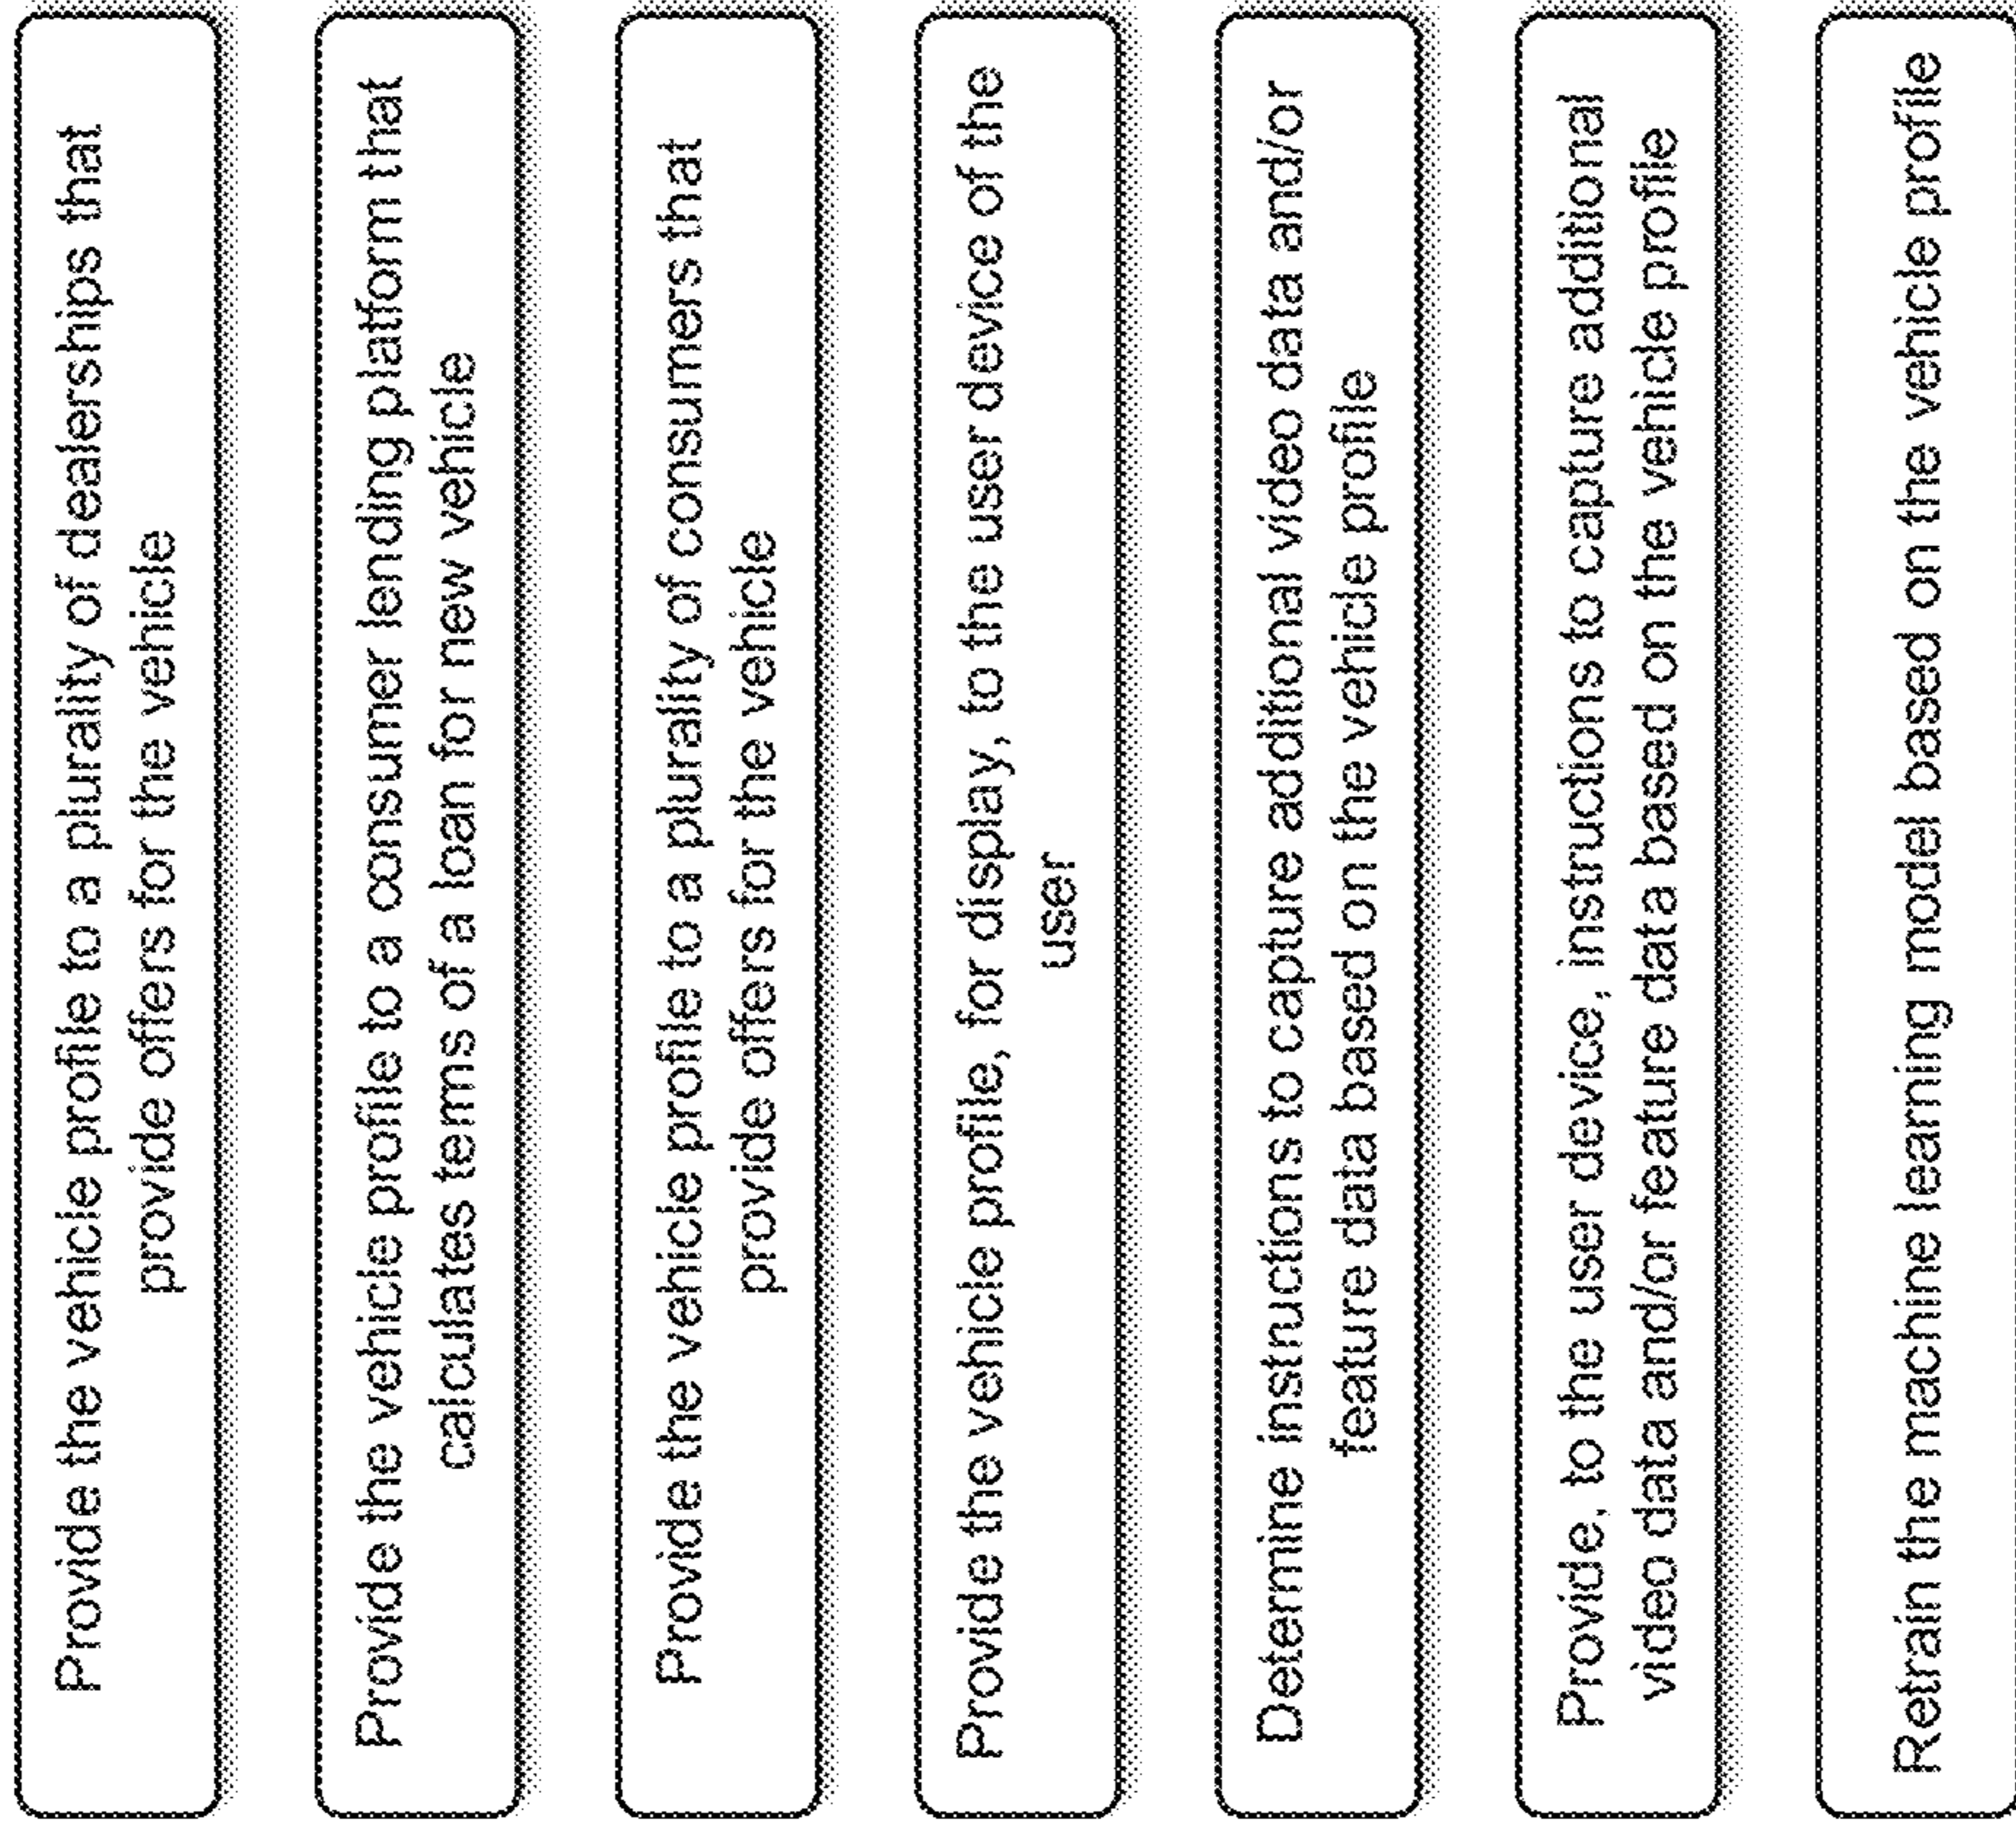 Provide the vehicle profile to a plurality of dealerships that
provide offers for the vehicle
Provide the vehicle profile to a consumer lending platform that
calculates terms of a loan for new vehicle
Provide the vehicle profile to a plurality of consumers that
provide offers for the vehicle
Provide the vehicle profile, for display, to the user device of the
user
Determine instructions to capture additional video data and/or
feature data based on the vehicle profile
Provide, to the user device, instructions to capture additional
video data and/or feature data based on the vehicle profile
Retrain the machine learning model based on the vehicle profile